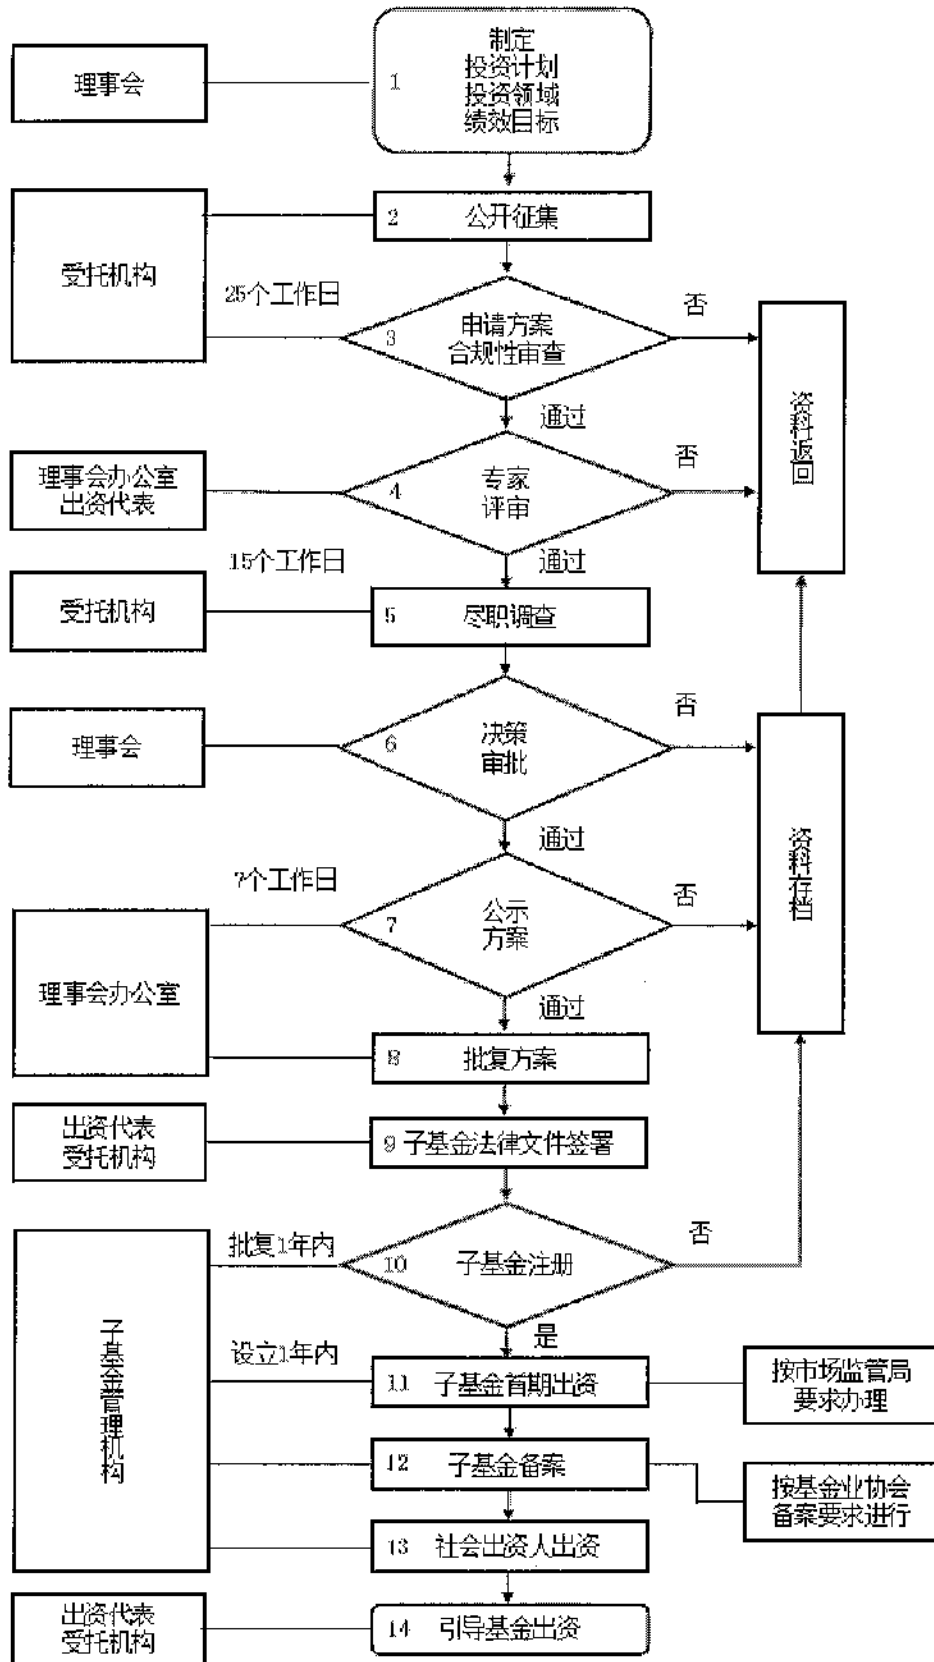 制定
理事会
1
投资计划
投资领域
绩效目标
2
公开征集
受托机构
25个工作日
否
3
申请方案
合规性审查
资料返回
通过
理事会办公室
出资代表
4
专家
评审
否
15个工作日
通过
受托机构
5
尽职调查
否
理事会
6
决策
审批
通过
资料存档
7个工作日
否
7
公示
方案
理事会办公室
通过
8
批复方案
出资代表
受托机构
9
子基金法律文件签署
批复1年内
否
10
子基金注册
子基金管理机构
是
设立1年内
11
子基金首期出资
按市场监管局
要求办理
12
子基金备案
按基金业协会
备案要求进行
13
社会出资人出资
出资代表
受托机构
14
引导基金出资